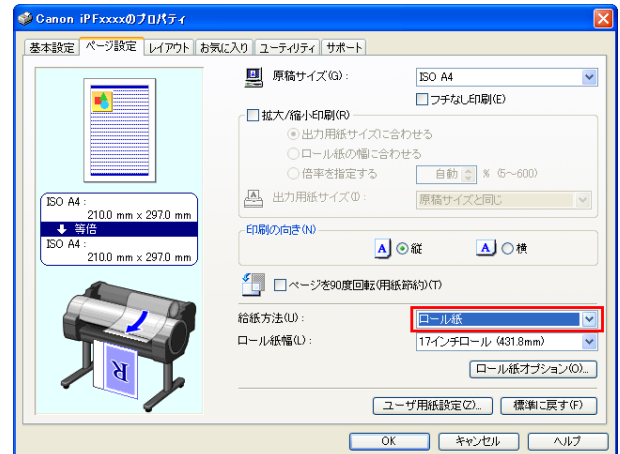 Canon iPFxxxxのプロパティ
基本設定 ページ設定 レイアウト お気に入り ユーティリティ サポート
原稿サイズ(G): ISO A4
フチなし印刷(E)
拡大/縮小印刷(R)
出力用紙サイズに合わせる
ロール紙の幅に合わせる
倍率を指定する 自動 % (5～600)
出力用紙サイズ(I): 原稿サイズと同じ
ISO A4 :
210.0 mm x 297.0 mm
等倍
ISO A4 :
210.0 mm x 297.0 mm
印刷の向き(N)
A 縦 A 横
ページを90度回転(用紙節約)(T)
給紙方法(U): ロール紙
ロール紙幅(L): 17インチロール (431.8mm)
ロール紙オプション(O)...
R
ユーザ用紙設定(Z)... 標準に戻す(F)
OK キャンセル ヘルプ